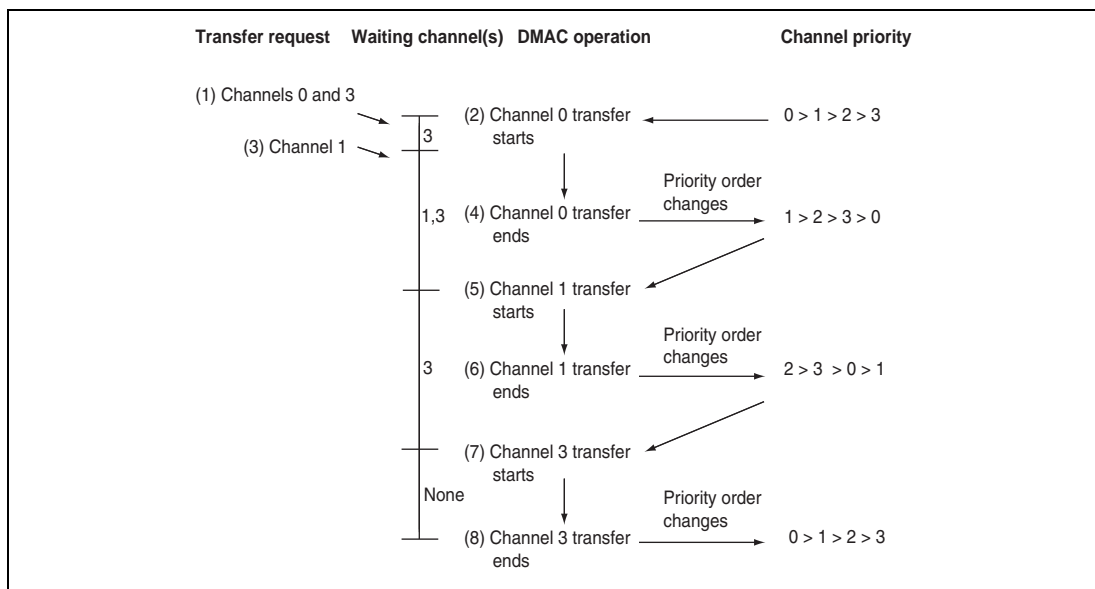 Transfer request Waiting channel(s) DMAC operation Channel priority
(1) Channels 0 and 3
(2) Channel 0 transfer
starts
0 > 1 > 2 > 3
3
(3) Channel 1
Priority order
changes
1,3
(4) Channel 0 transfer
ends
1 > 2 > 3 > 0
(5) Channel 1 transfer
starts
Priority order
changes
3
(6) Channel 1 transfer
ends
2 > 3 > 0 > 1
(7) Channel 3 transfer
starts
None
Priority order
changes
(8) Channel 3 transfer
ends
0 > 1 > 2 > 3